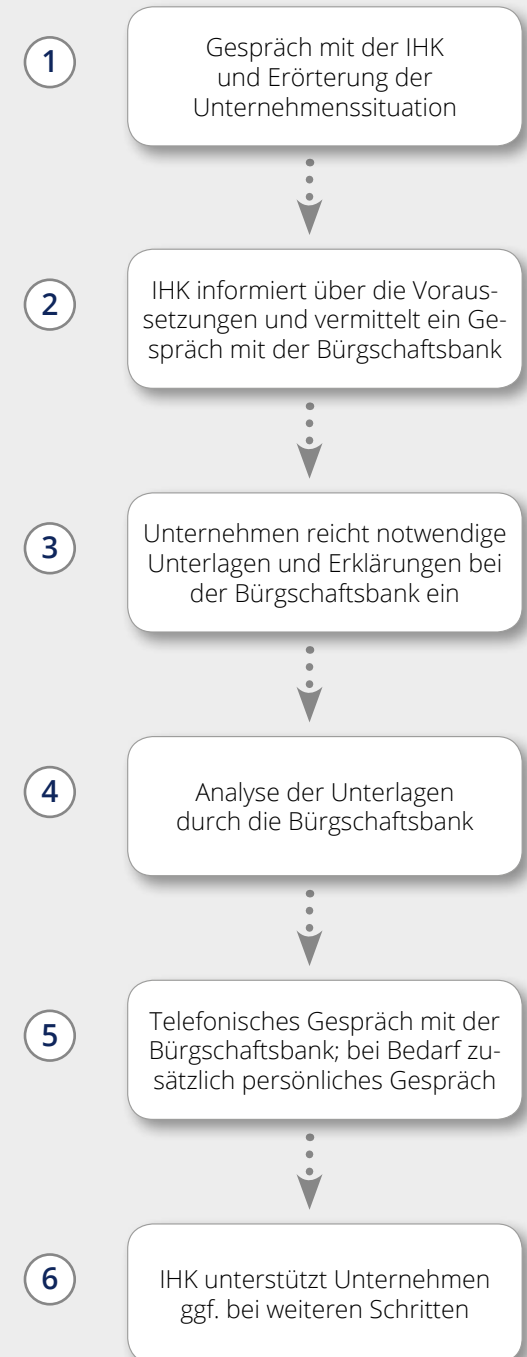 1
Gespräch mit der IHK
und Erörterung der
Unternehmenssituation
2
IHK informiert über die Voraus-
setzungen und vermittelt ein Ge-
spräch mit der Bürgschaftsbank
3
Unternehmen reicht notwendige
Unterlagen und Erklärungen bei
der Bürgschaftsbank ein
4
Analyse der Unterlagen
durch die Bürgschaftsbank
5
Telefonisches Gespräch mit der
Bürgschaftsbank; bei Bedarf zu-
sätzlich persönliches Gespräch
6
IHK unterstützt Unternehmen
ggf. bei weiteren Schritten